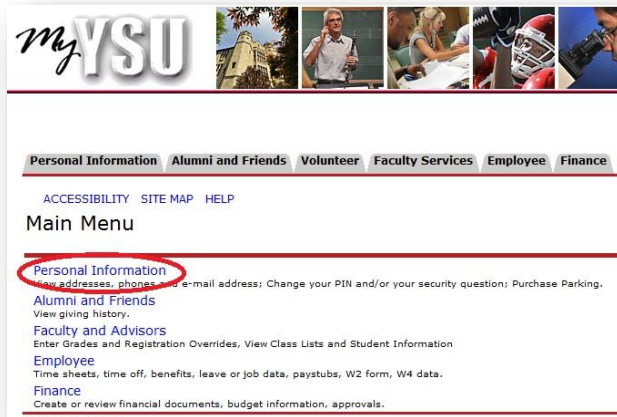 My YSU
Personal Information Alumni and Friends Volunteer Faculty Services Employee Finance
ACCESSIBILITY SITE MAP HELP
Main Menu
Personal Information
View addresses, phones and e-mail address; Change your PIN and/or your security question; Purchase Parking.
Alumni and Friends
View giving history.
Faculty and Advisors
Enter Grades and Registration Overrides, View Class Lists and Student Information
Employee
Time sheets, time off, benefits, leave or job data, paystubs, W2 form, W4 data.
Finance
Create or review financial documents, budget information, approvals.